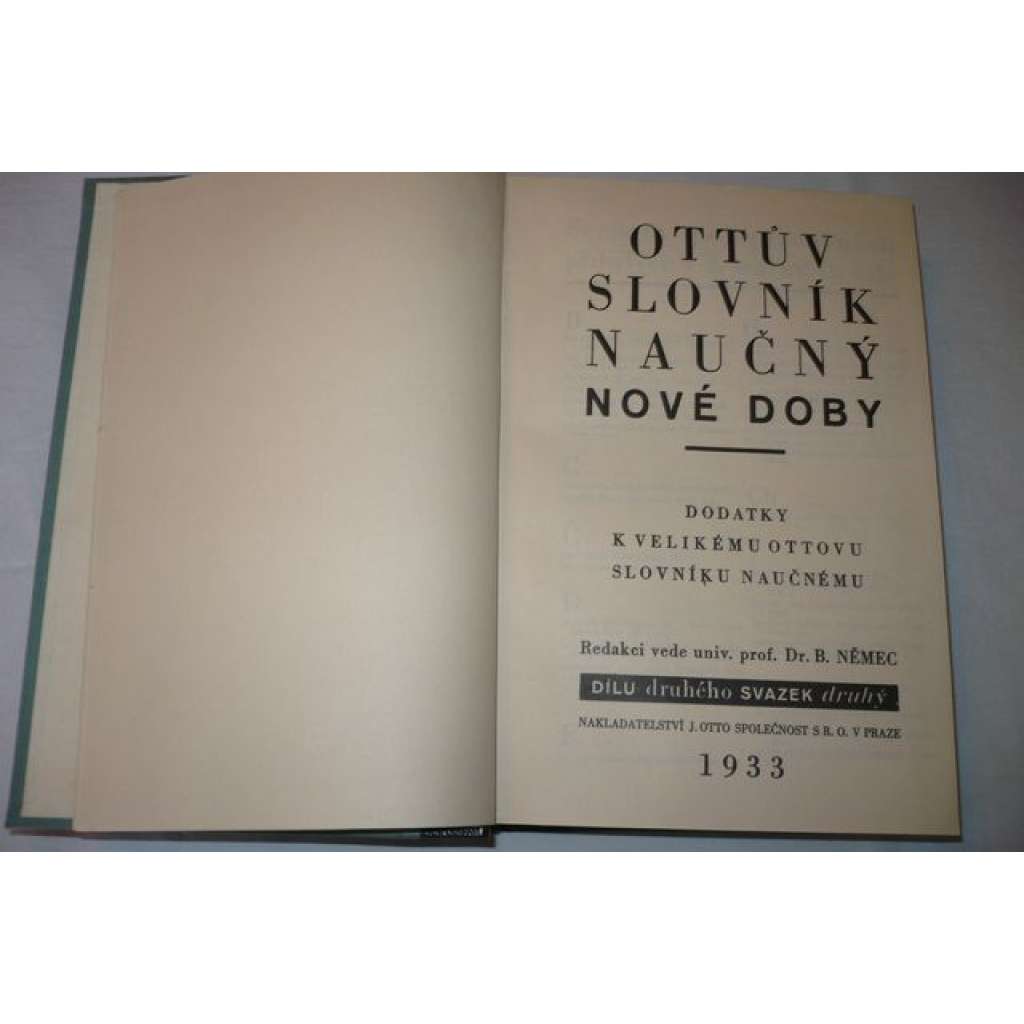 OTTŮV
SLOVNÍK
NAUČNÝ
NOVÉ DOBY
DODATKY
K VELIKÉMU OTTOVU
SLOVNÍKU NAUČNÉMU
Redakci vede univ. prof. Dr. B. NĚMEC
DÍLU druhého SVAZEK druhý
NAKLADATELSTVÍ J. OTTO SPOLEČNOST S R. O. V PRAZE
1933